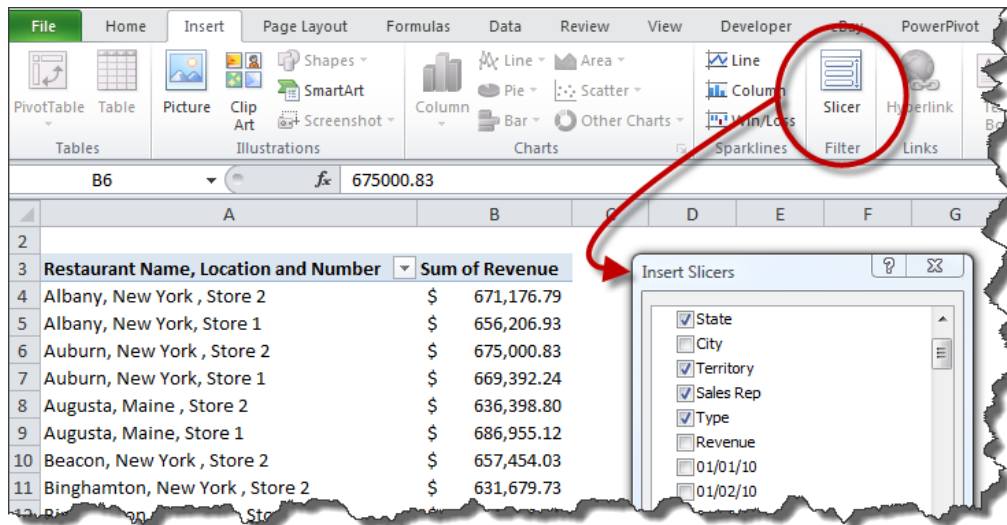 File Home Insert Page Layout Formulas Data Review View Developer eBay PowerPivot
PivotTable Table Picture Clip Art Shapes SmartArt Screenshot
Column Line Pie Bar Area Scatter Other Charts
Line Column Win/Loss Slicer Hyperlink
Tables Illustrations Charts Sparklines Filter Links
B6 fx 675000.83
A B C D E F G
2
3 Restaurant Name, Location and Number Sum of Revenue
4 Albany, New York , Store 2 $ 671,176.79
5 Albany, New York, Store 1 $ 656,206.93
6 Auburn, New York , Store 2 $ 675,000.83
7 Auburn, New York, Store 1 $ 669,392.24
8 Augusta, Maine , Store 2 $ 636,398.80
9 Augusta, Maine, Store 1 $ 686,955.12
10 Beacon, New York , Store 2 $ 657,454.03
11 Binghamton, New York , Store 2 $ 631,679.73
Insert Slicers
State
City
Territory
Sales Rep
Type
Revenue
01/01/10
01/02/10